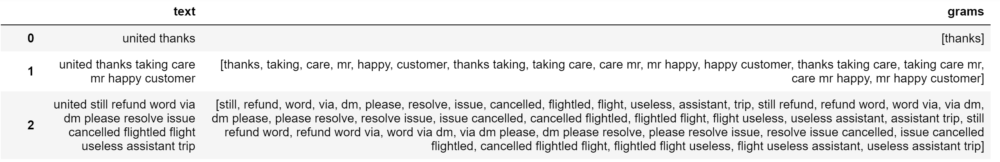 text grams
0 united thanks [thanks]
united thanks taking care [thanks, taking, care, mr, happy, customer, thanks taking, taking care, care mr, mr happy, happy customer, thanks taking care, taking care mr,
1
mr happy customer care mr happy, mr happy customer]
united still refund word via [still, refund, word, via, dm, please, resolve, issue, cancelled, flightled, flight, useless, assistant, trip, still refund, refund word, word via, via dm,
dm please resolve issue dm please, please resolve, resolve issue, issue cancelled, cancelled flightled, flightled flight, flight useless, useless assistant, assistant trip, still
2
cancelled flightled flight refund word, refund word via, word via dm, via dm please, dm please resolve, please resolve issue, resolve issue cancelled, issue cancelled
useless assistant trip flightled, cancelled flightled flight, flightled flight useless, flight useless assistant, useless assistant trip]